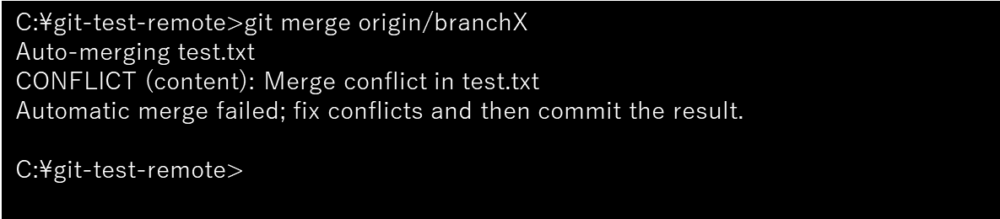 C:¥git-test-remote>git merge origin/branchX
Auto-merging test.txt
CONFLICT (content): Merge conflict in test.txt
Automatic merge failed; fix conflicts and then commit the result.
C:¥git-test-remote>